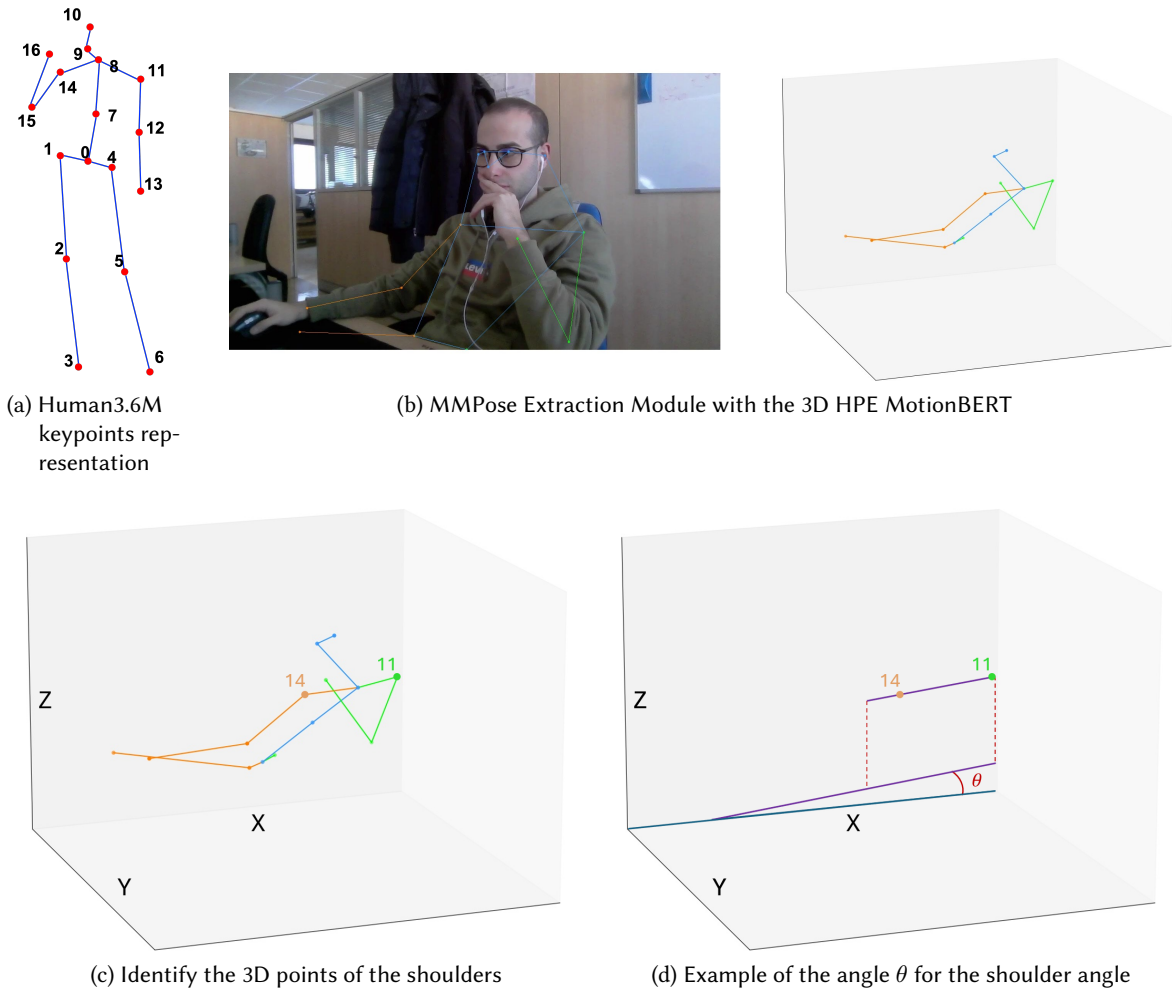 10
16
9
8
11
14
15
7
12
1
0
4
13
2
5
3
6
(a) Human3.6M
keypoints rep-
resentation
(b) MMPose Extraction Module with the 3D HPE MotionBERT
14
11
Z
X
Y
(c) Identify the 3D points of the shoulders
14
11
Z
θ
X
Y
(d) Example of the angle θ for the shoulder angle